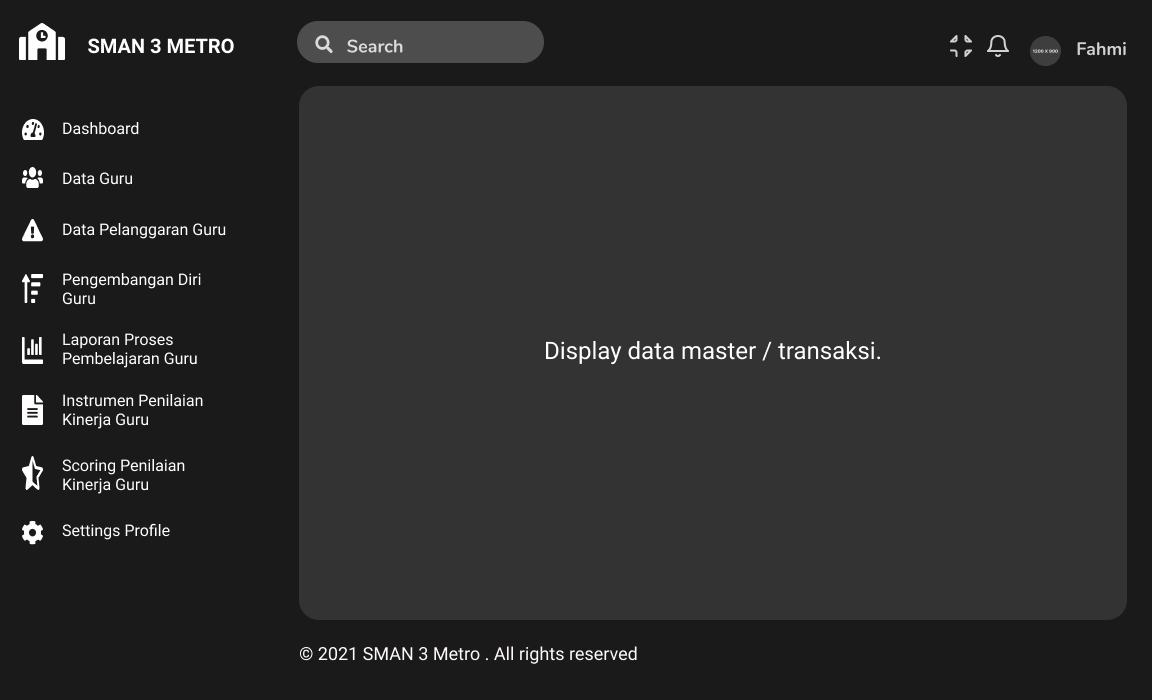 SMAN 3 METRO
Search
1200 X 900
Fahmi
Dashboard
Data Guru
Data Pelanggaran Guru
Pengembangan Diri
Guru
Laporan Proses
Pembelajaran Guru
Instrumen Penilaian
Kinerja Guru
Scoring Penilaian
Kinerja Guru
Settings Profile
Display data master / transaksi.
© 2021 SMAN 3 Metro . All rights reserved